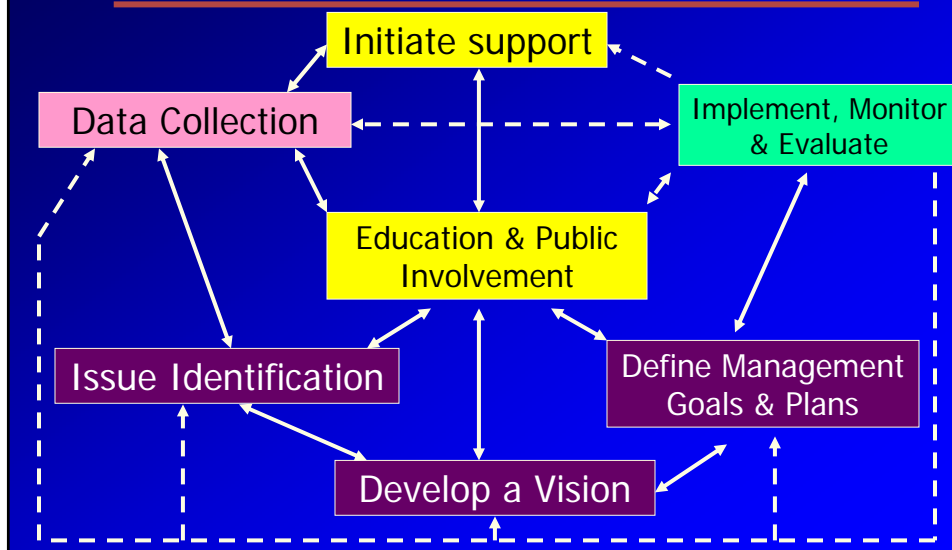 Initiate support
Data Collection
Implement, Monitor
& Evaluate
Education & Public
Involvement
Issue Identification
Define Management
Goals & Plans
Develop a Vision